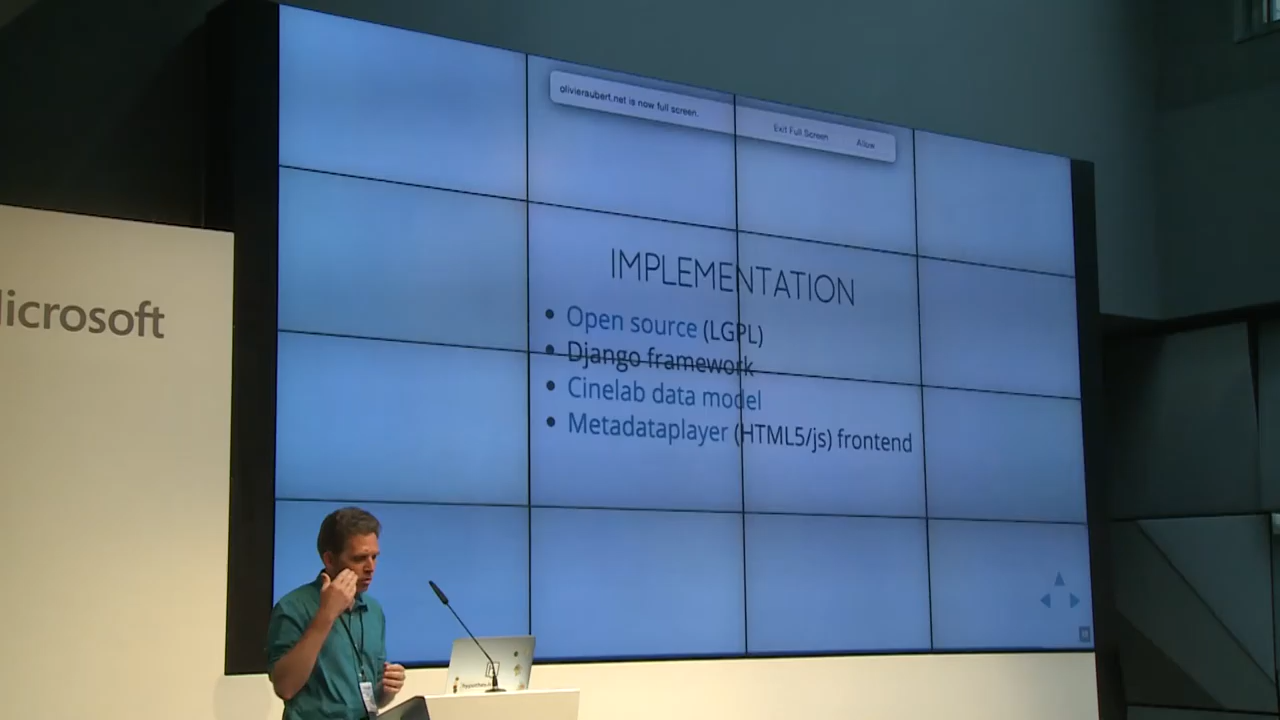 olivieraubert.net is now full screen.
Exit Full Screen
Allow
icrosoft
IMPLEMENTATION
• Open source (LGPL)
• Django framework
• Cinelab data model
• Metadataplayer (HTML5/js) frontend